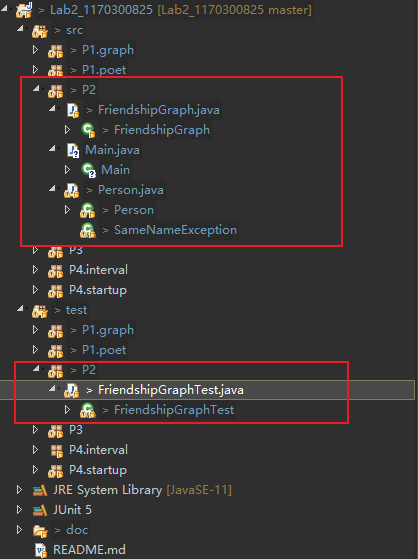 > Lab2_1170300825 [Lab2_1170300825 master]
> src
> P1.graph
> P1.poet
> P2
> FriendshipGraph.java
> FriendshipGraph
Main.java
Main
> Person.java
> Person
> SameNameException
P3
P4.interval
P4.startup
> test
> P1.graph
> P1.poet
> P2
> FriendshipGraphTest.java
> FriendshipGraphTest
P3
P4.interval
P4.startup
JRE System Library [JavaSE-11]
JUnit 5
> doc
README.md